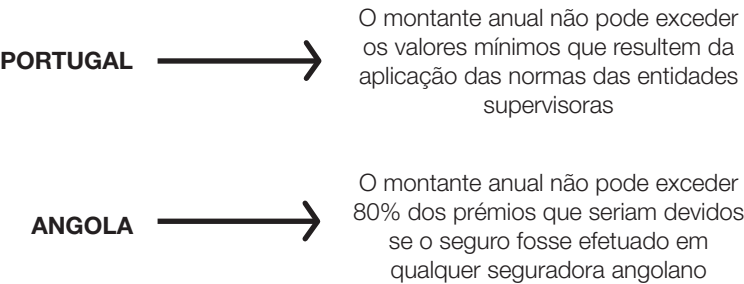 PORTUGAL
O montante anual não pode exceder
os valores mínimos que resultem da
aplicação das normas das entidades
supervisoras
ANGOLA
O montante anual não pode exceder
80% dos prémios que seriam devidos
se o seguro fosse efetuado em
qualquer seguradora angolano